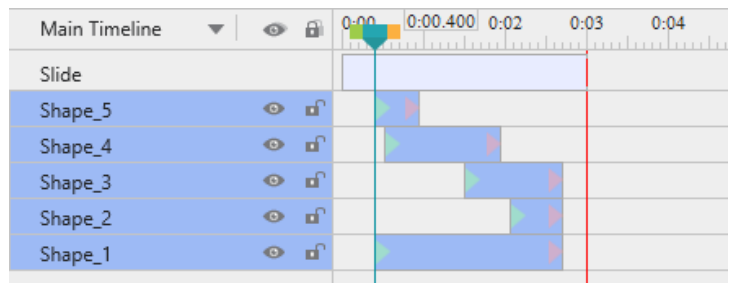 Main Timeline 0:00 0:00.400 0:02 0:03 0:04
Slide
Shape_5
Shape_4
Shape_3
Shape_2
Shape_1